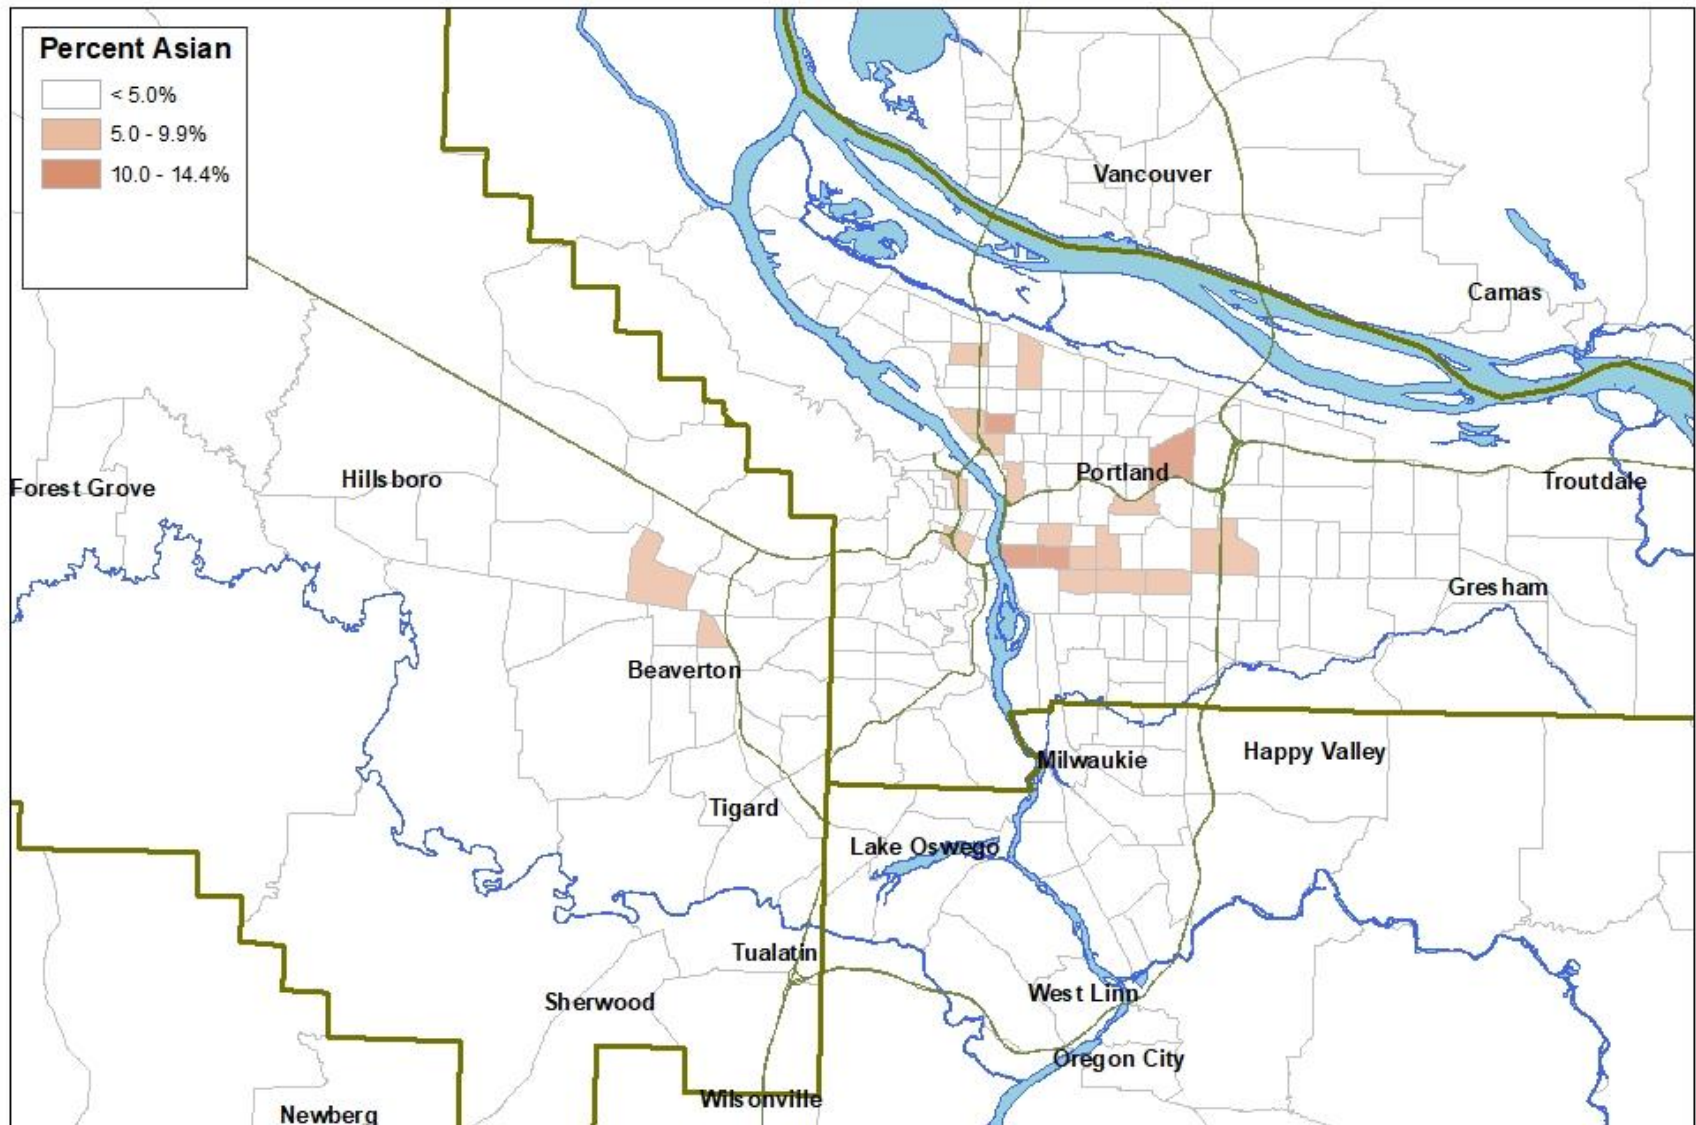 Percent Asian
< 5.0%
5.0 - 9.9%
10.0 - 14.4%
Vancouver
Camas
Portland
Troutdale
Hillsboro
Forest Grove
Gresham
Beaverton
Happy Valley
Milwaukie
Tigard
Lake Oswego
Tualatin
West Linn
Sherwood
Oregon City
Wilsonville
Newberg